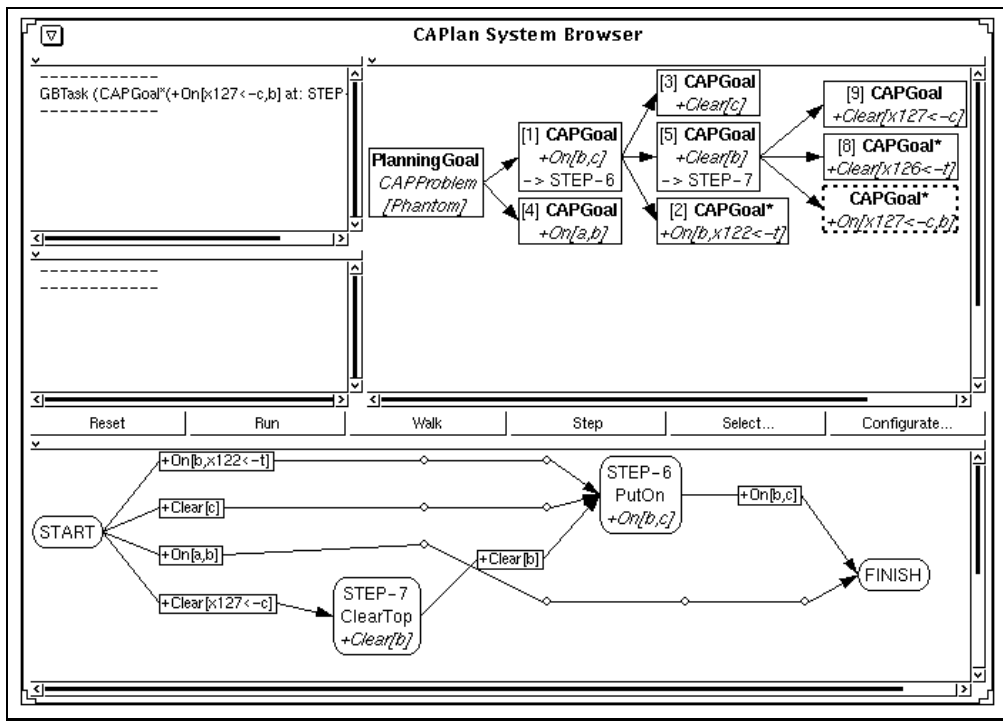 CAPlan System Browser
-------------
GBTask (CAPGoal*(+On[x127<-c,b] at: STEP-
-------------
-------------
-------------
PlanningGoal
CAPProblem
[Phantom]
[1] CAPGoal
+On[b,c]
-> STEP-6
[4] CAPGoal
+On[a,b]
[3] CAPGoal
+Clear[c]
[5] CAPGoal
+Clear[b]
-> STEP-7
[2] CAPGoal*
+On[b,x122<-t]
[9] CAPGoal
+Clear[x127<-c]
[8] CAPGoal*
+Clear[x126<-t]
CAPGoal*
+On[x127<-c,b]
Reset
Run
Walk
Step
Select...
Configurate...
START
+On[b,x122<-t]
+Clear[c]
+On[a,b]
+Clear[x127<-c]
STEP-7
ClearTop
+Clear[b]
+Clear[b]
STEP-6
PutOn
+On[b,c]
+On[b,c]
FINISH